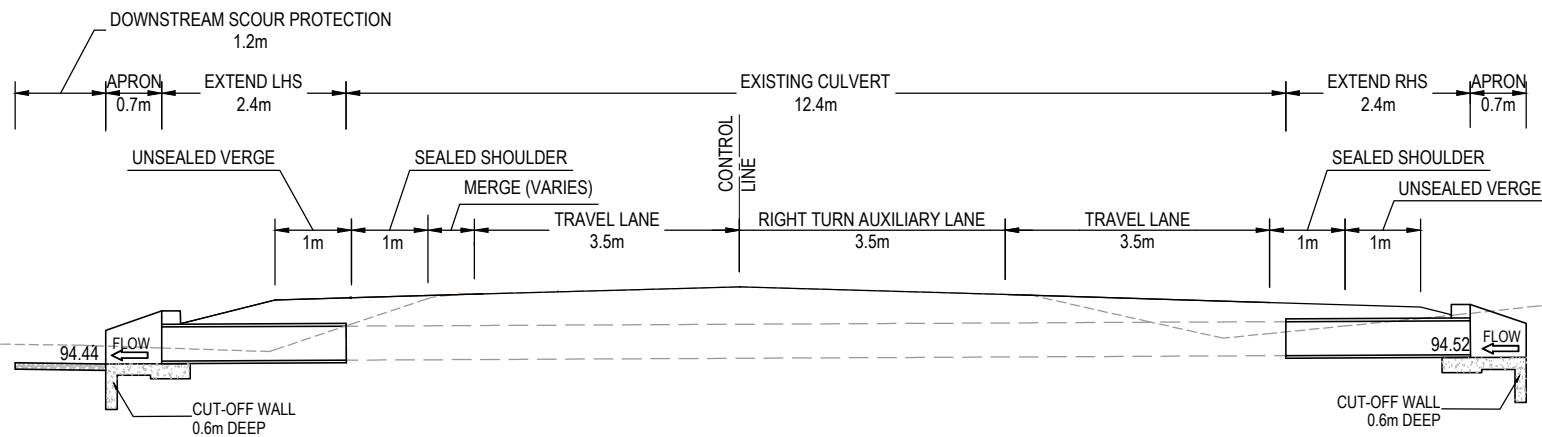 DOWNSTREAM SCOUR PROTECTION
1.2m
APRON
0.7m
EXTEND LHS
2.4m
EXISTING CULVERT
12.4m
EXTEND RHS
2.4m
APRON
0.7m
UNSEALED VERGE
SEALED SHOULDER
MERGE (VARIES)
CONTROL
LINE
SEALED SHOULDER
UNSEALED VERGE
1m
1m
TRAVEL LANE
3.5m
RIGHT TURN AUXILIARY LANE
3.5m
TRAVEL LANE
3.5m
1m
1m
94.44
FLOW
94.52
FLOW
CUT-OFF WALL
0.6m DEEP
CUT-OFF WALL
0.6m DEEP